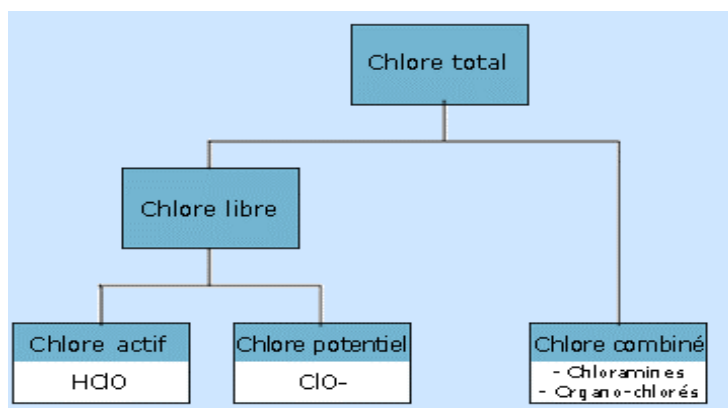 Chlore total
Chlore libre
Chlore actif
HClO
Chlore potentiel
ClO-
Chlore combiné
- Chloramines
- Organo-chlorés